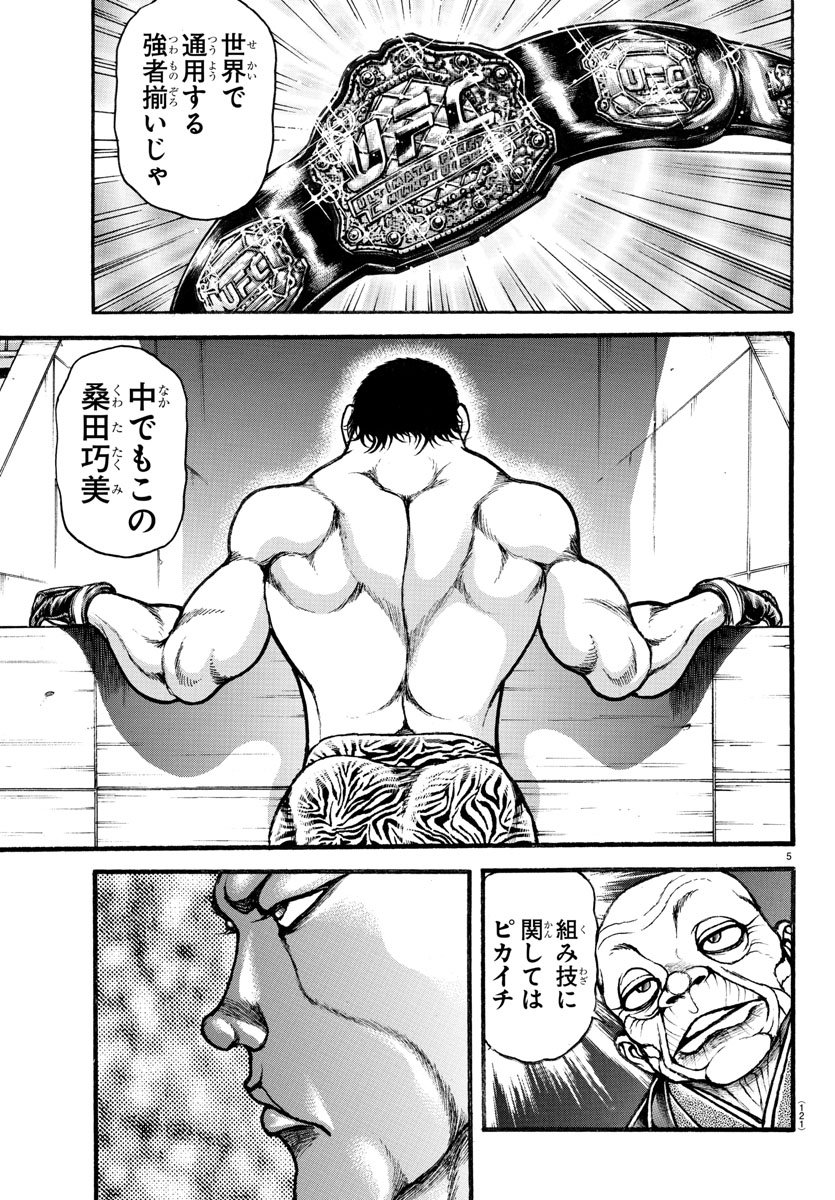 世界で
通用する
強者揃いじゃ
UFC
ULTIMATE FIGHTING
CHAMPIONSHIP
UFC
UFC
中でもこの
桑田巧美
5
組み技に
関しては
ピカイチ
(121)